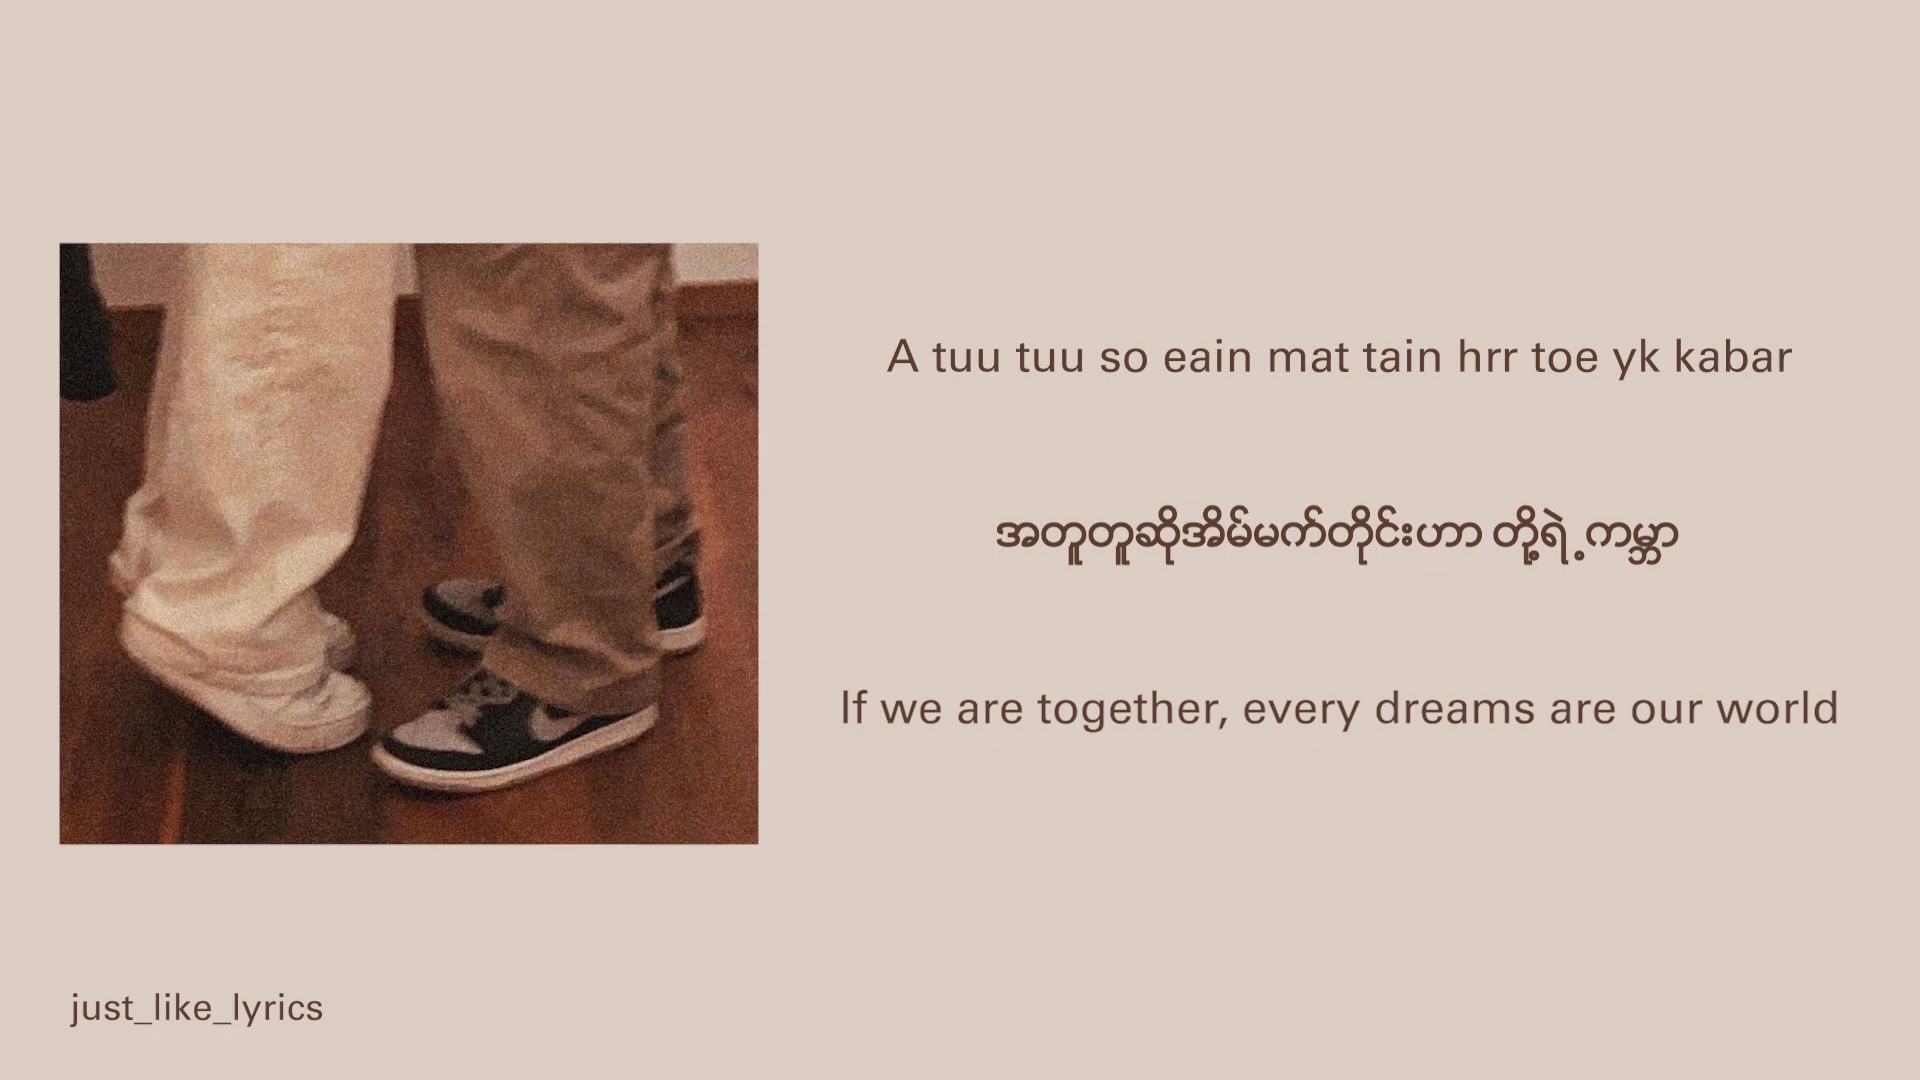 A tuu tuu so eain mat tain hrr toe yk kabar
အတူတူဆိုအိမ်မက်တိုင်းဟာ တို့ရဲ့ကမ္ဘာ
If we are together, every dreams are our world
just_like_lyrics